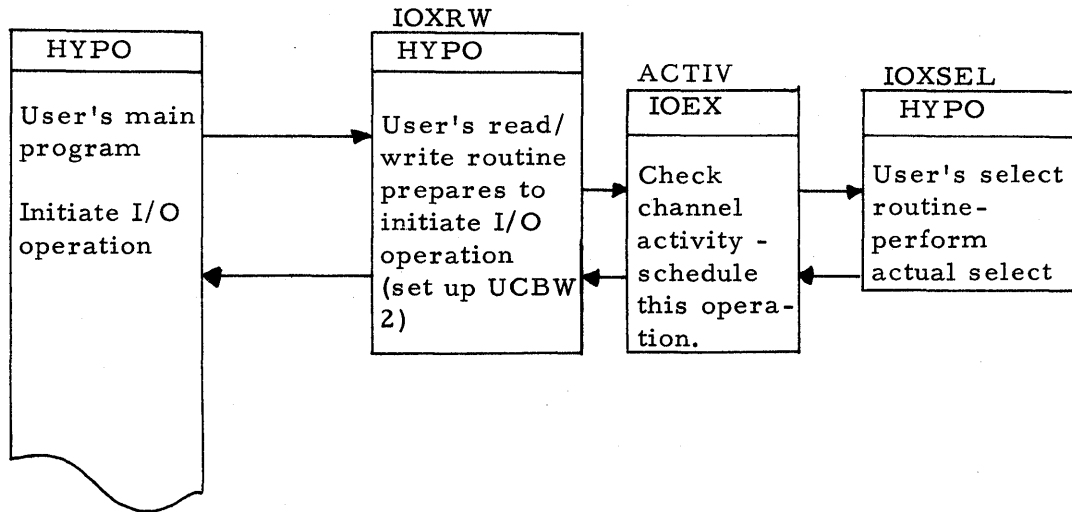 HYPO
User's main
program
Initiate I/O
operation
IOXRW
HYPO
User's read/
write routine
prepares to
initiate I/O
operation
(set up UCBW
2)
ACTIV
IOEX
Check
channel
activity -
schedule
this opera-
tion.
IOXSEL
HYPO
User's select
routine-
perform
actual select